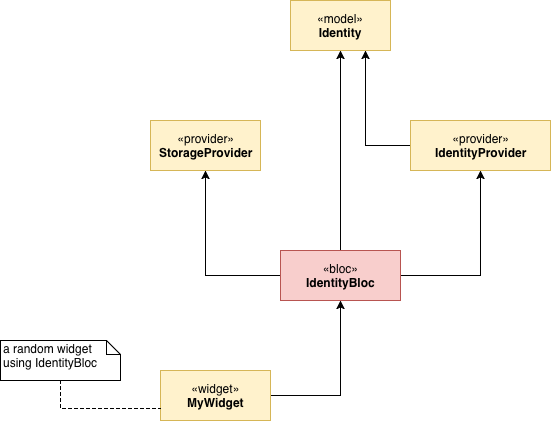 «model»
Identity
«provider»
StorageProvider
«provider»
IdentityProvider
«bloc»
IdentityBloc
a random widget
using IdentityBloc
«widget»
MyWidget